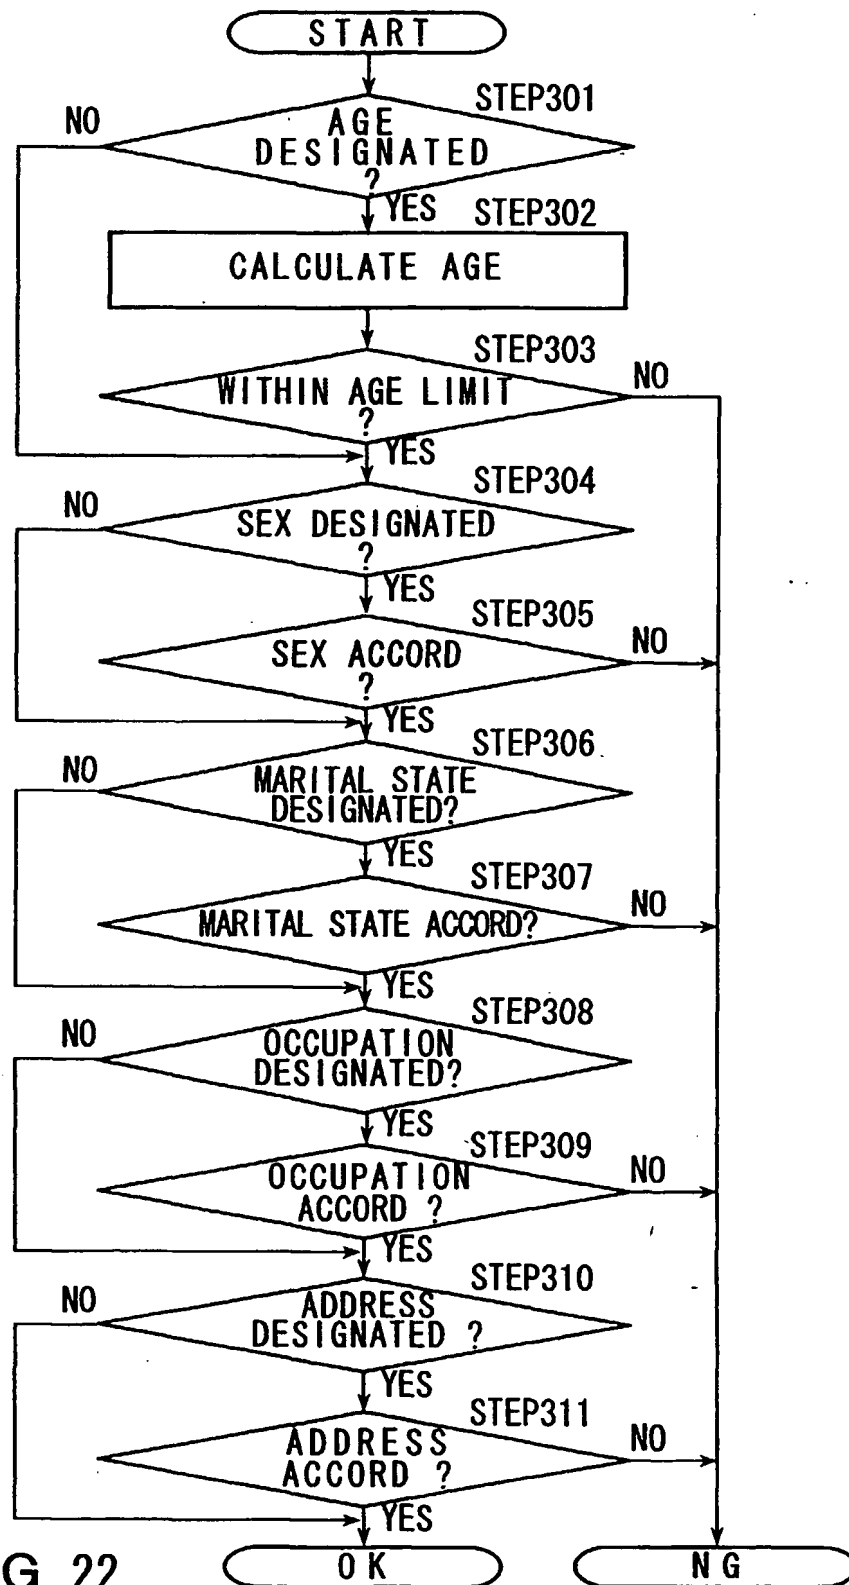 START
STEP301
NO
AGE
DESIGNATED
?
YES
STEP302
CALCULATE AGE
STEP303
WITHIN AGE LIMIT
?
NO
YES
STEP304
NO
SEX DESIGNATED
?
YES
STEP305
SEX ACCORD
?
NO
YES
STEP306
NO
MARITAL STATE
DESIGNATED?
YES
STEP307
MARITAL STATE ACCORD?
NO
YES
STEP308
NO
OCCUPATION
DESIGNATED?
YES
STEP309
OCCUPATION
ACCORD ?
NO
YES
STEP310
NO
ADDRESS
DESIGNATED ?
YES
STEP311
ADDRESS
ACCORD ?
NO
YES
G 22
OK
NG